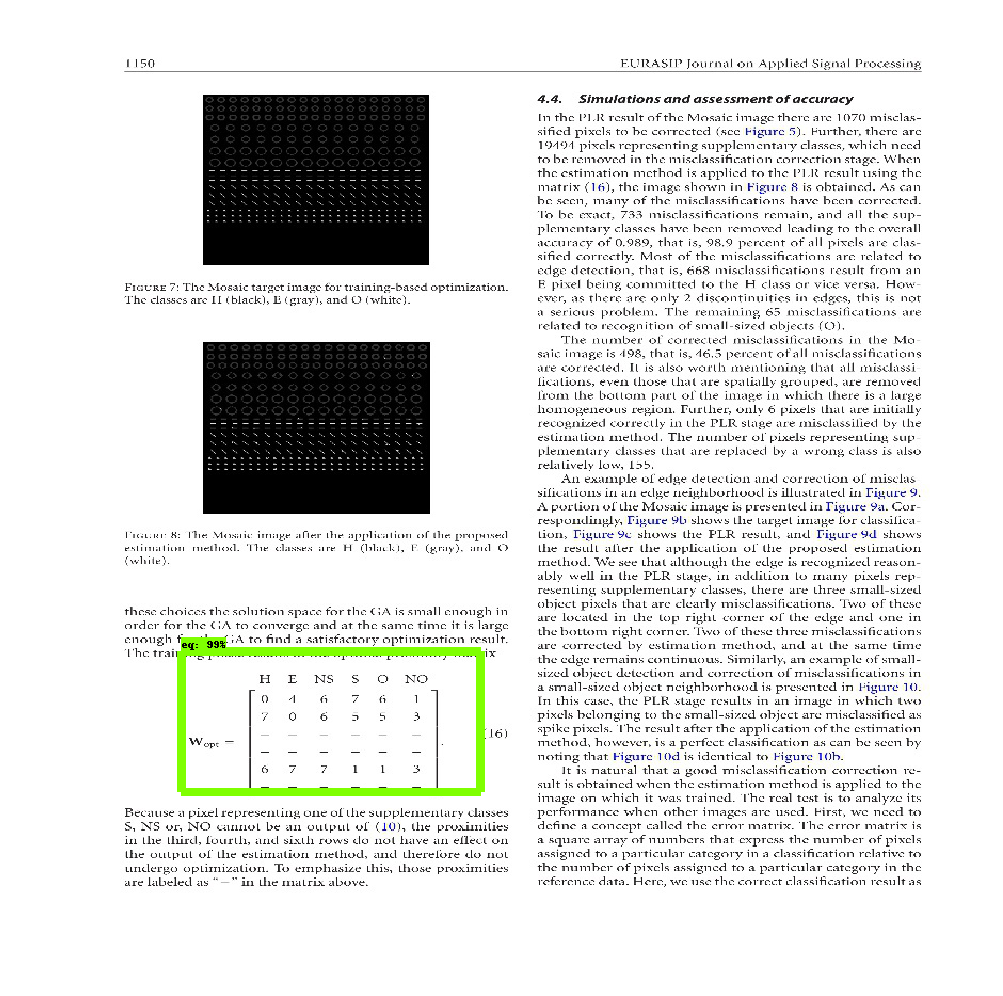 1150
EURASIP Journal on Applied Signal Processing
FIGURE 7: The Mosaic target image for training-based optimization.
The classes are H (black), E (gray), and O (white).
FIGURE 8: The Mosaic image after the application of the proposed
estimation method. The classes are H (black), E (gray), and O
(white).
these choices the solution space for the GA is small enough in
order for the GA to converge and at the same time it is large
enough GA to find a satisfactory optimization result.
The
eq: 99%
H E NS S O NO
0 4 6 7 6 1
7 0 6 5 5 3
– – – – – –
– – – – – –
6 7 7 1 1 3
– – – – – –
Wopt =
.
(16)
Because a pixel representing one of the supplementary classes
S, NS or, NO cannot be an output of (10), the proximities
in the third, fourth, and sixth rows do not have an effect on
the output of the estimation method, and therefore do not
undergo optimization. To emphasize this, those proximities
are labeled as “–” in the matrix above.
4.4. Simulations and assessment of accuracy
In the PLR result of the Mosaic image there are 1070 misclas-
sified pixels to be corrected (see Figure 5). Further, there are
19494 pixels representing supplementary classes, which need
to be removed in the misclassification correction stage. When
the estimation method is applied to the PLR result using the
matrix (16), the image shown in Figure 8 is obtained. As can
be seen, many of the misclassifications have been corrected.
To be exact, 733 misclassifications remain, and all the sup-
plementary classes have been removed leading to the overall
accuracy of 0.989, that is, 98.9 percent of all pixels are clas-
sified correctly. Most of the misclassifications are related to
edge detection, that is, 668 misclassifications result from an
E pixel being committed to the H class or vice versa. How-
ever, as there are only 2 discontinuities in edges, this is not
a serious problem. The remaining 65 misclassifications are
related to recognition of small-sized objects (O).
The number of corrected misclassifications in the Mo-
saic image is 498, that is, 46.5 percent of all misclassifications
are corrected. It is also worth mentioning that all misclassi-
fications, even those that are spatially grouped, are removed
from the bottom part of the image in which there is a large
homogeneous region. Further, only 6 pixels that are initially
recognized correctly in the PLR stage are misclassified by the
estimation method. The number of pixels representing sup-
plementary classes that are replaced by a wrong class is also
relatively low, 155.
An example of edge detection and correction of misclas-
sifications in an edge neighborhood is illustrated in Figure 9.
A portion of the Mosaic image is presented in Figure 9a. Cor-
respondingly, Figure 9b shows the target image for classifica-
tion, Figure 9c shows the PLR result, and Figure 9d shows
the result after the application of the proposed estimation
method. We see that although the edge is recognized reason-
ably well in the PLR stage, in addition to many pixels rep-
resenting supplementary classes, there are three small-sized
object pixels that are clearly misclassifications. Two of these
are located in the top right corner of the edge and one in
the bottom right corner. Two of these three misclassifications
are corrected by estimation method, and at the same time
the edge remains continuous. Similarly, an example of small-
sized object detection and correction of misclassifications in
a small-sized object neighborhood is presented in Figure 10.
In this case, the PLR stage results in an image in which two
pixels belonging to the small-sized object are misclassified as
spike pixels. The result after the application of the estimation
method, however, is a perfect classification as can be seen by
noting that Figure 10d is identical to Figure 10b.
It is natural that a good misclassification correction re-
sult is obtained when the estimation method is applied to the
image on which it was trained. The real test is to analyze its
performance when other images are used. First, we need to
define a concept called the error matrix. The error matrix is
a square array of numbers that express the number of pixels
assigned to a particular category in a classification relative to
the number of pixels assigned to a particular category in the
reference data. Here, we use the correct classification result as